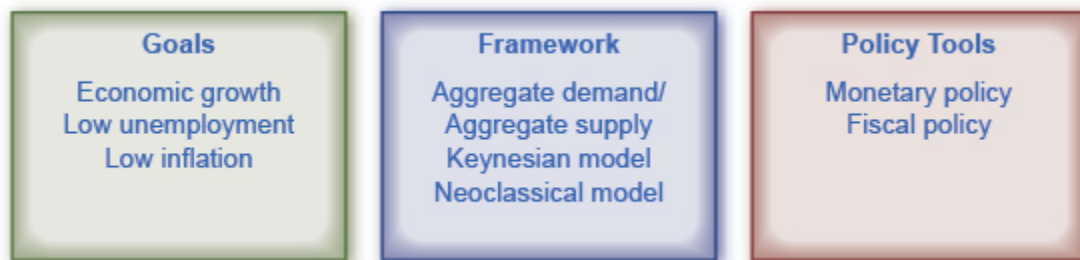 Goals
Economic growth
Low unemployment
Low inflation
Framework
Aggregate demand/
Aggregate supply
Keynesian model
Neoclassical model
Policy Tools
Monetary policy
Fiscal policy